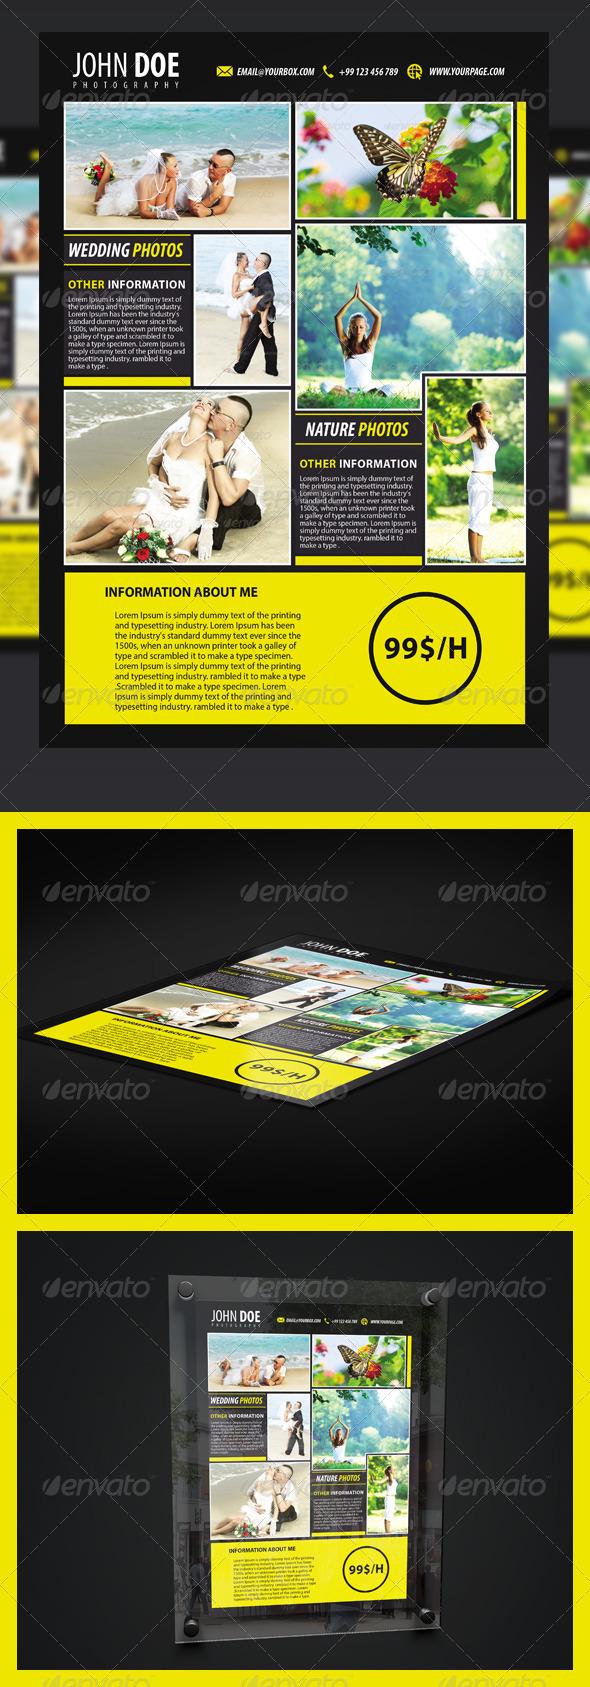 JOHN DOE
PHOTOGRAPHY
EMAIL@YOURBOX.COM
+99 123 456 789
WWW.YOURPAGE.COM
WEDDING PHOTOS
OTHER INFORMATION
Lorem Ipsum is simply dummy text of
the printing and typesetting industry.
Lorem Ipsum has been the industry's
standard dummy text ever since the
1500s, when an unknown printer took
a galley of type and scrambled it to
make a type specimen. Lorem Ipsum
is simply dummy text of the printing
and typesetting industry. rambled it to
make a type .
NATURE PHOTOS
OTHER INFORMATION
Lorem Ipsum is simply dummy text of
the printing and typesetting industry.
Lorem Ipsum has been the industry's
standard dummy text ever since the
1500s, when an unknown printer took
a galley of type and scrambled it to
make a type specimen. Lorem Ipsum
is simply dummy text of the printing
and typesetting industry. rambled it to
make a type .
INFORMATION ABOUT ME
Lorem Ipsum is simply dummy text of the printing
and typesetting industry. Lorem Ipsum has been
the industry's standard dummy text ever since the
1500s, when an unknown printer took a galley of
type and scrambled it to make a type specimen.
Lorem Ipsum is simply dummy text of the printing
and typesetting industry. rambled it to make a type
.Scrambled it to make a type specimen. Lorem
Ipsum is simply dummy text of the printing and
typesetting industry. rambled it to make a type .
99$/H
envato
envato
envato
JOHN DOE
WEDDING PHOTOS
OTHER INFORMATION
NATURE PHOTOS
OTHER INFORMATION
INFORMATION ABOUT ME
99$/H
envato
envato
envato
envato
envato
envato
JOHN DOE
PHOTOGRAPHY
EMAIL@YOURBOX.COM
+99 123 456 789
WWW.YOURPAGE.COM
WEDDING PHOTOS
OTHER INFORMATION
NATURE PHOTOS
OTHER INFORMATION
INFORMATION ABOUT ME
99$/H
envato
envato